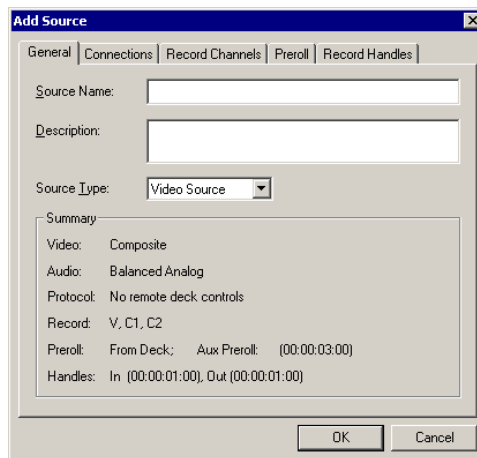 Add Source
General Connections Record Channels Preroll Record Handles
Source Name:
Description:
Source Type: Video Source
Summary
Video: Composite
Audio: Balanced Analog
Protocol: No remote deck controls
Record: V, C1, C2
Preroll: From Deck; Aux Preroll: (00:00:03:00)
Handles: In (00:00:01:00), Out (00:00:01:00)
OK Cancel